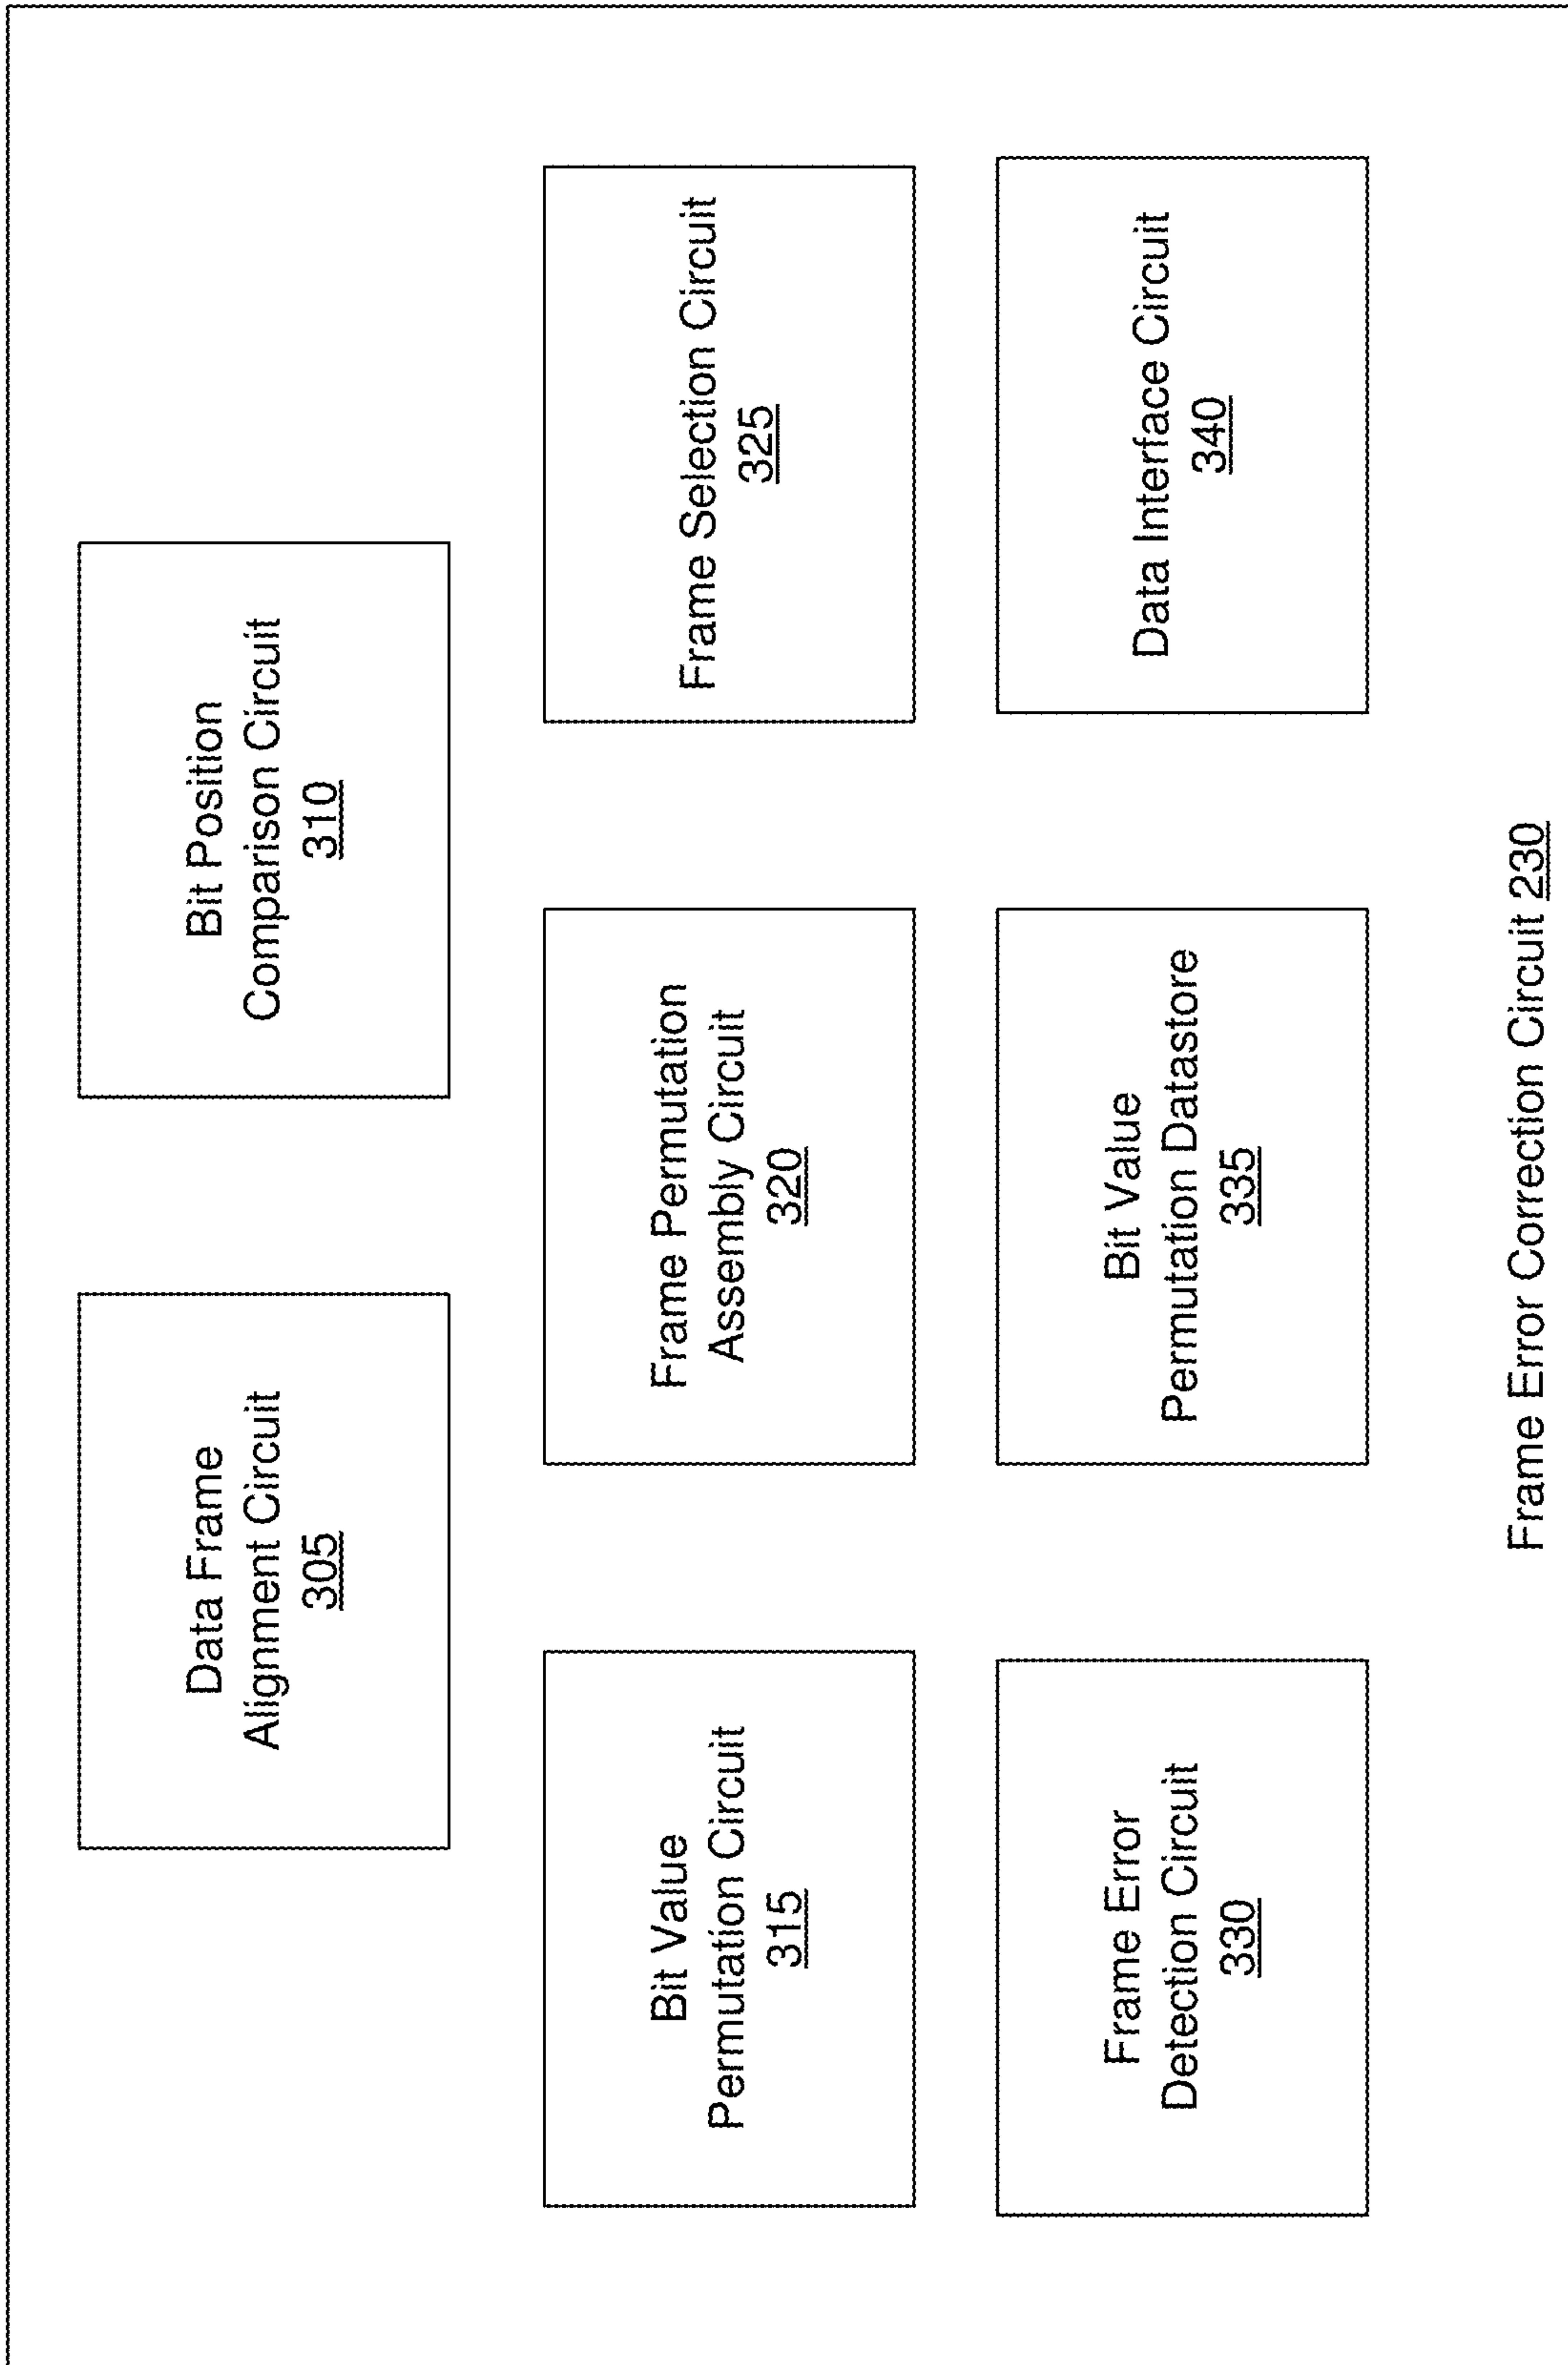 Data Frame
Alignment Circuit
305
Bit Position
Comparison Circuit
310
Bit Value
Permutation Circuit
315
Frame Permutation
Assembly Circuit
320
Frame Selection Circuit
325
Frame Error
Detection Circuit
330
Bit Value
Permutation Datastore
335
Data Interface Circuit
340
Frame Error Correction Circuit 230